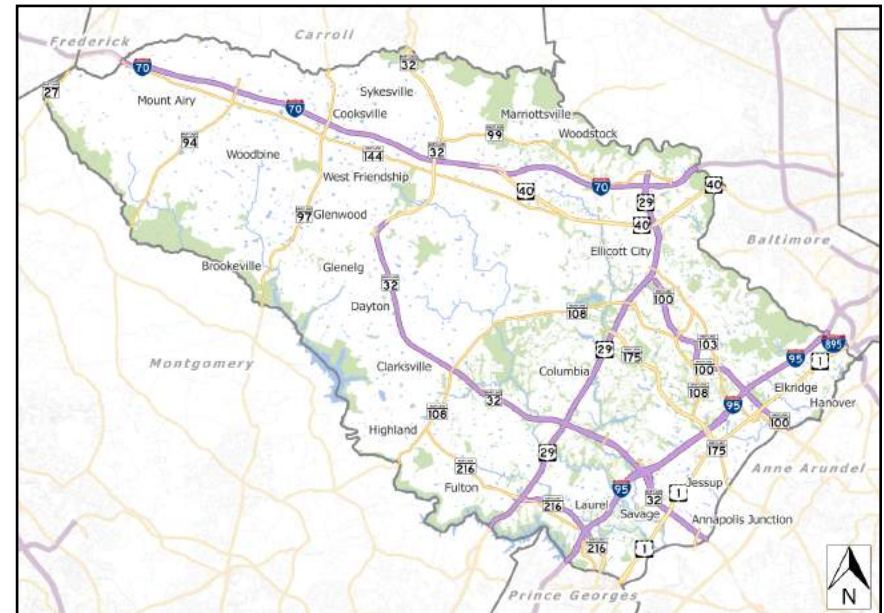 Frederick
Carroll
70
32
27
Mount Airy
70
Sykesville
Cooksville
Marriottsville
99
Woodstock
94
Woodbine
144
32
West Friendship
40
70
40
29
97
Glenwood
40
Baltimore
Ellicott City
Brookeville
Glenelg
32
100
Dayton
108
103
895
29
175
95
1
Montgomery
Clarksville
Columbia
100
Elkridge
32
108
Hanover
95
108
100
Highland
29
175
216
Anne Arundel
Fulton
95
Jessup
1
32
216
Laurel
Savage
Annapolis Junction
216
1
Prince Georges
N